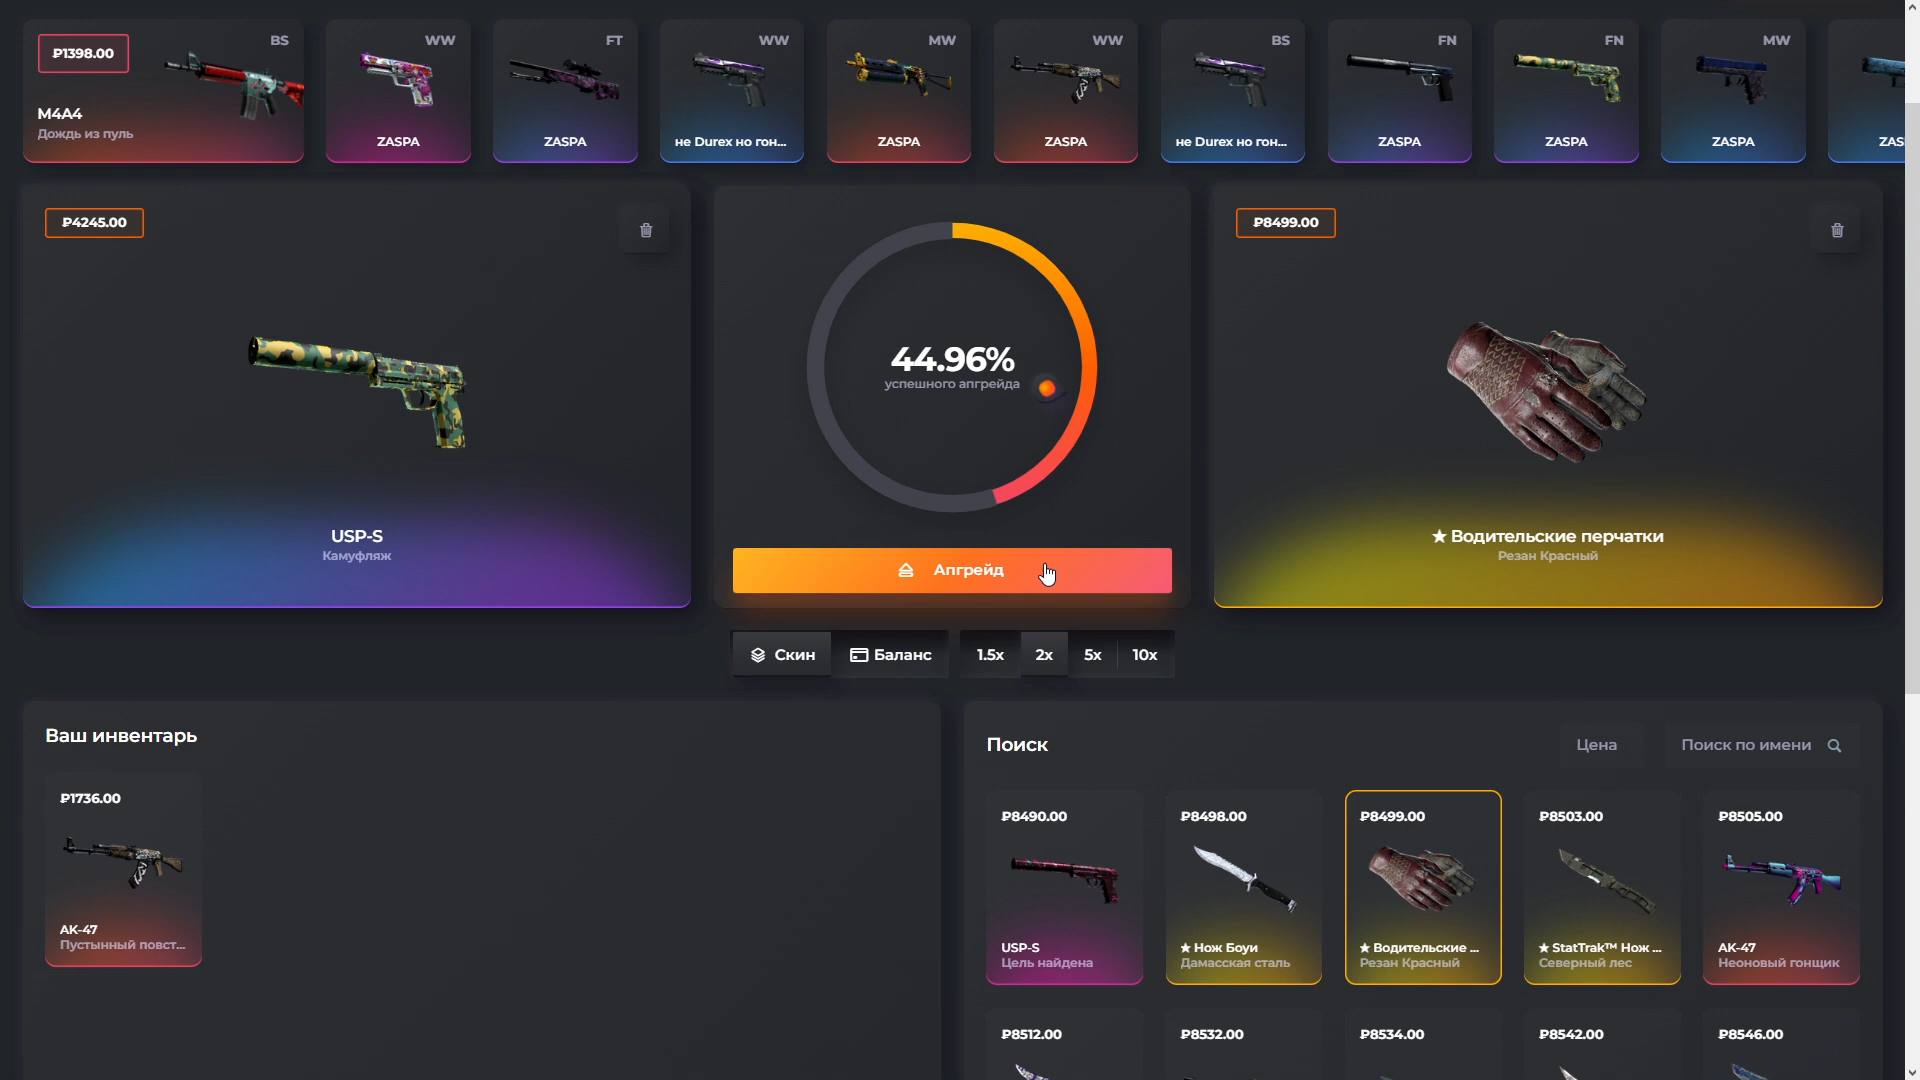 ₽1398.00
BS
M4A4
Дождь из пуль
WW
ZASPA
FT
ZASPA
WW
не Durex но гон...
MW
ZASPA
WW
ZASPA
BS
не Durex но гон...
FN
ZASPA
FN
ZASPA
MW
ZASPA
ZAS
₽4245.00
USP-S
Камуфляж
44.96%
успешного апгрейда
Апгрейд
₽8499.00
★ Водительские перчатки
Резан Красный
Скин
Баланс
1.5x
2x
5x
10x
Ваш инвентарь
₽1736.00
AK-47
Пустынный повст...
Поиск
Цена
Поиск по имени
₽8490.00
USP-S
Цель найдена
₽8498.00
★ Нож Боуи
Дамасская сталь
₽8499.00
★ Водительские ...
Резан Красный
₽8503.00
★ StatTrak™ Нож ...
Северный лес
₽8505.00
AK-47
Неоновый гонщик
₽8512.00
₽8532.00
₽8534.00
₽8542.00
₽8546.00